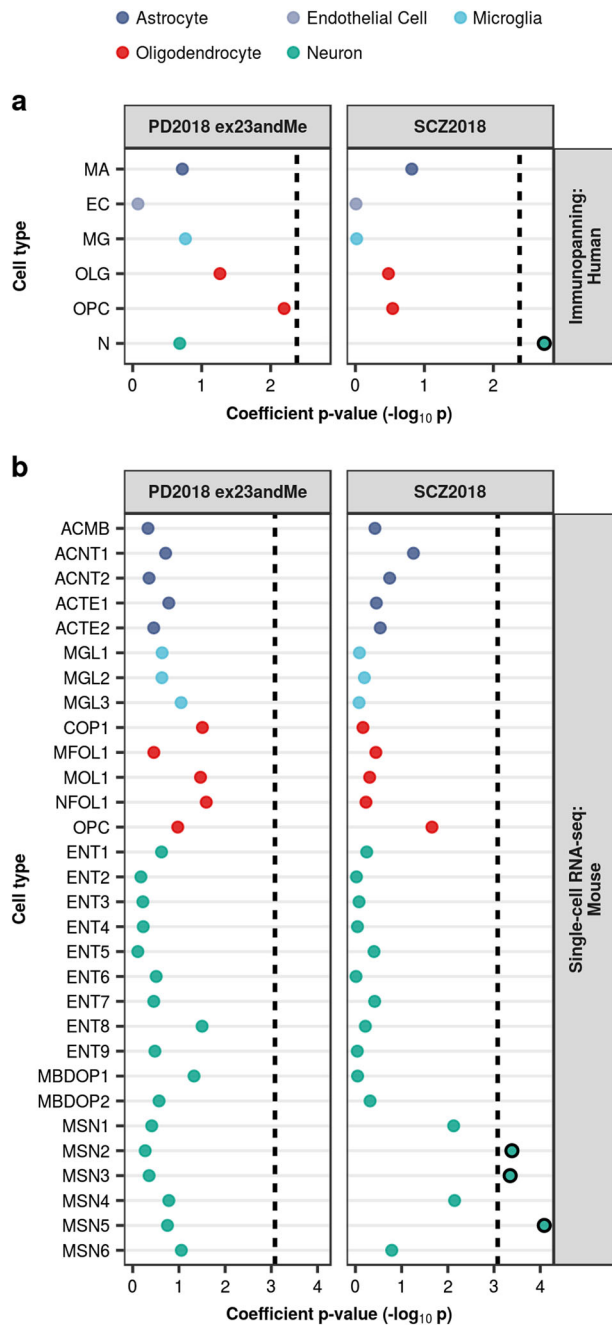 Astrocyte Endothelial Cell Microglia
Oligodendrocyte Neuron
a
PD2018 ex23andMe SCZ2018
MA
EC
MG
OLG
OPC
N
Cell type
Immunopanning:
Human
0 1 2 0 1 2
Coefficient p-value (-log₁₀ p)
b
PD2018 ex23andMe SCZ2018
ACMB
ACNT1
ACNT2
ACTE1
ACTE2
MGL1
MGL2
MGL3
COP1
MFOL1
MOL1
NFOL1
OPC
ENT1
ENT2
ENT3
ENT4
ENT5
ENT6
ENT7
ENT8
ENT9
MBDOP1
MBDOP2
MSN1
MSN2
MSN3
MSN4
MSN5
MSN6
Cell type
Single-cell RNA-seq:
Mouse
0 1 2 3 4 0 1 2 3 4
Coefficient p-value (-log₁₀ p)